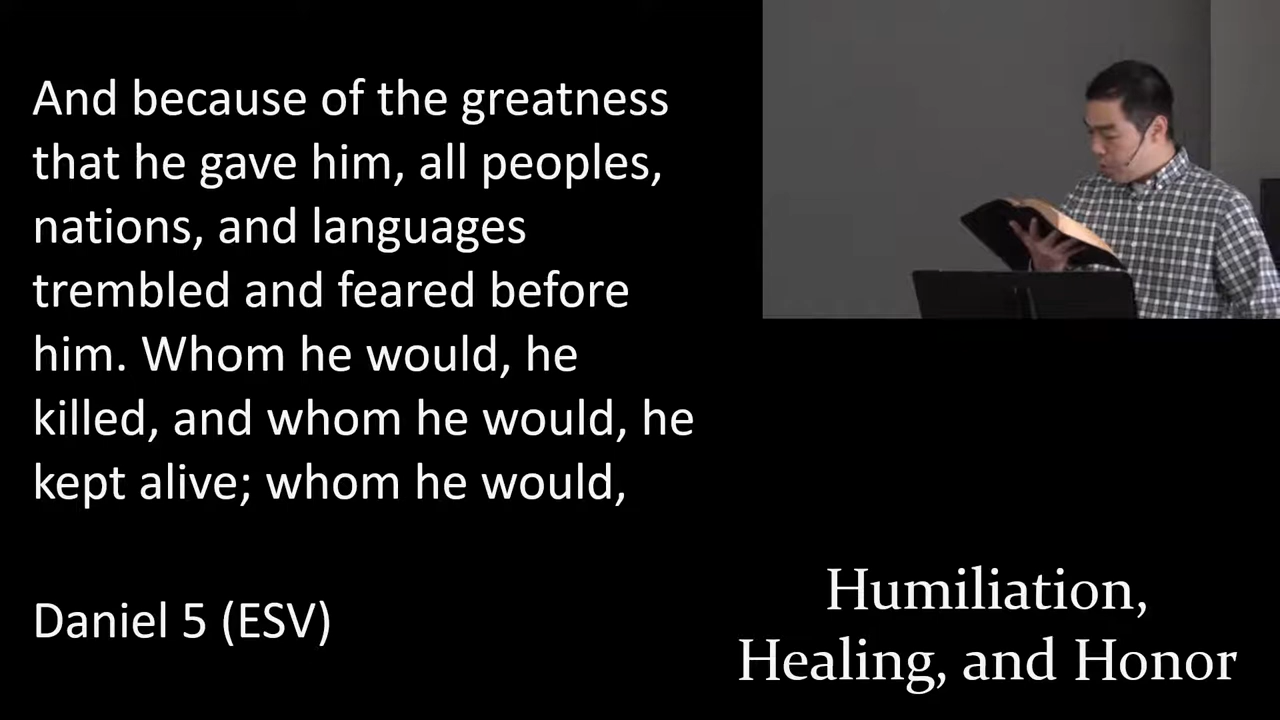 And because of the greatness
that he gave him, all peoples,
nations, and languages
trembled and feared before
him. Whom he would, he
killed, and whom he would, he
kept alive; whom he would,
Daniel 5 (ESV)
Humiliation,
Healing, and Honor